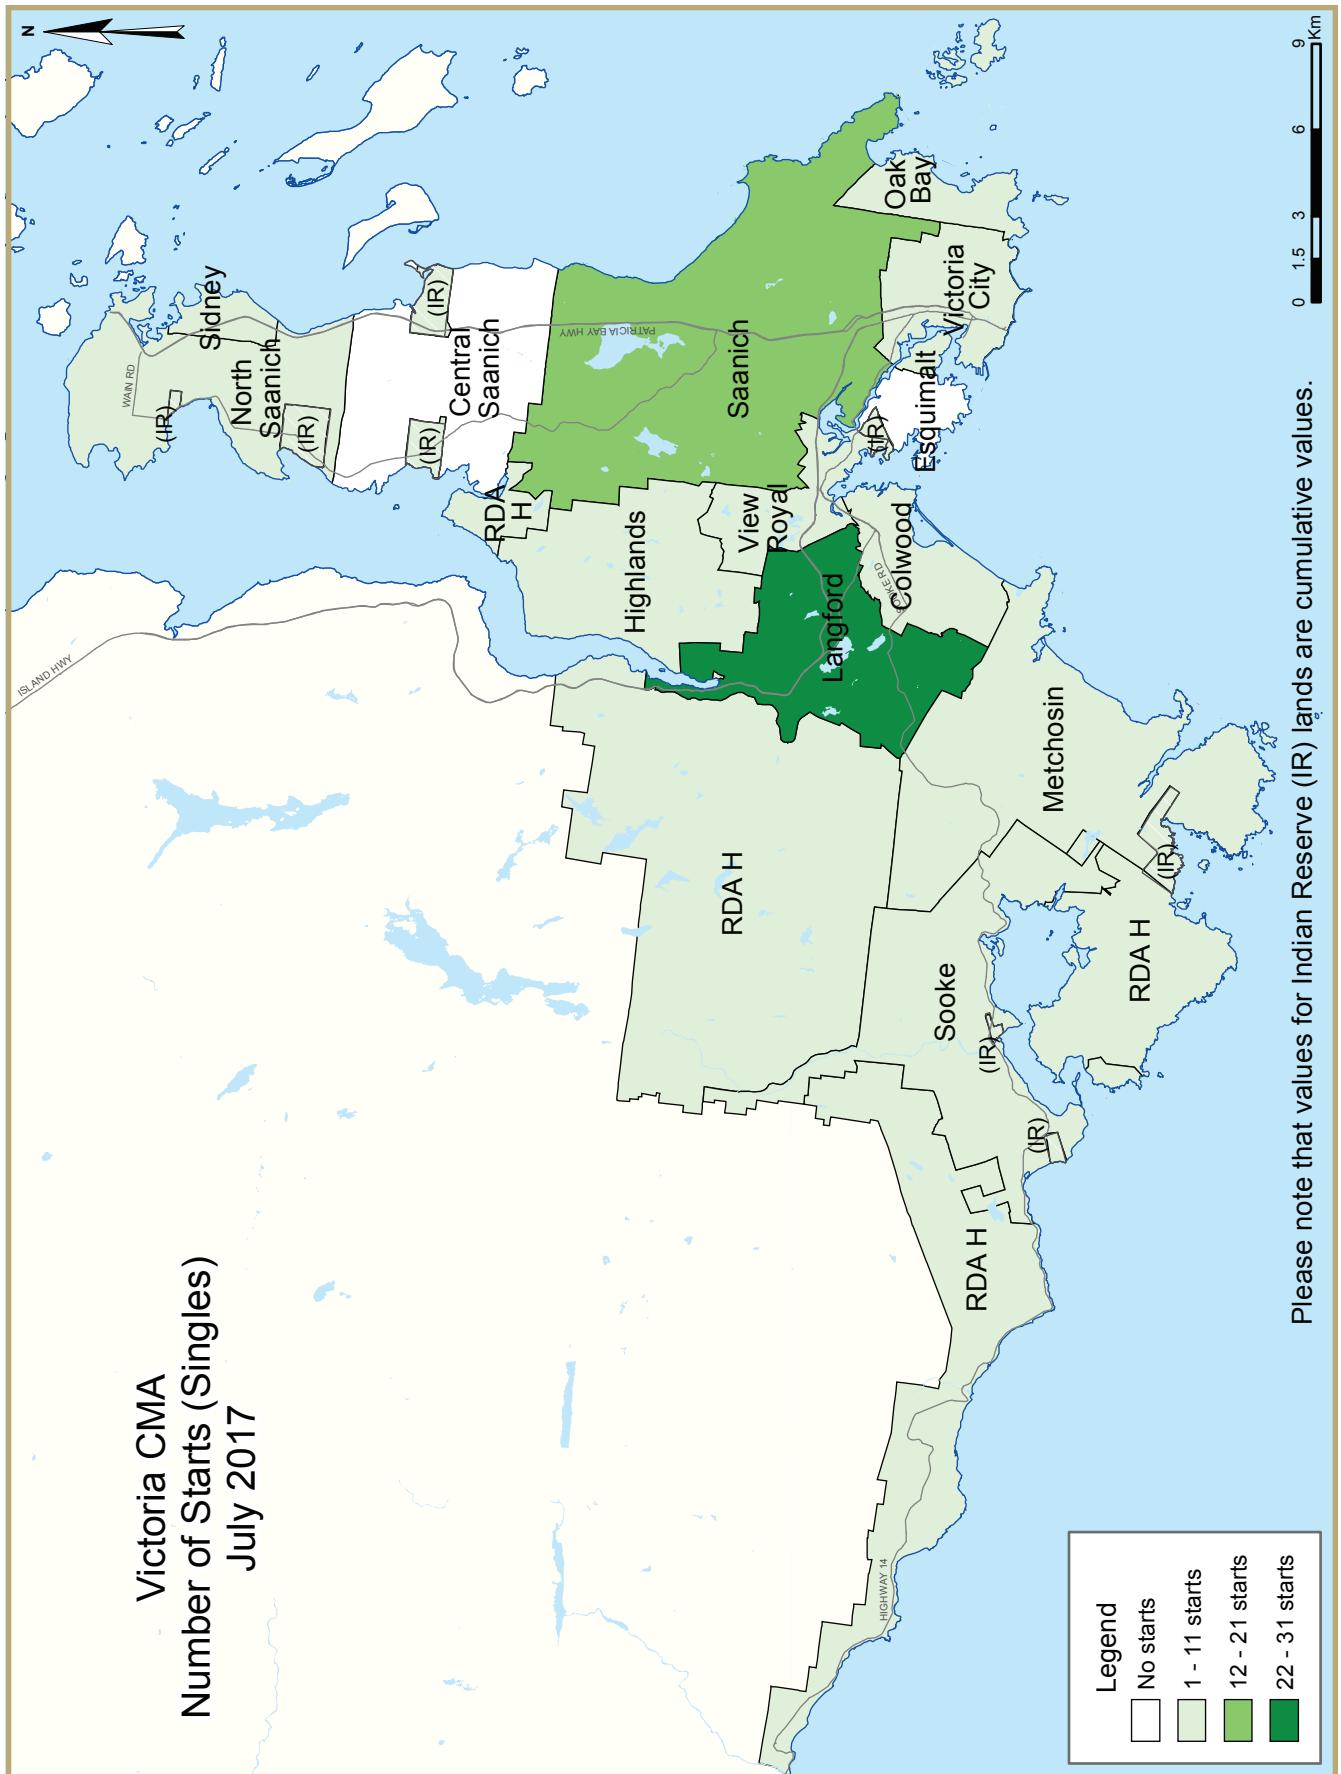 Victoria CMA
Number of Starts (Singles)
July 2017
N
ISLAND HWY
WAIN RD
(IR)
Sidney
North
Saanich
(IR)
(IR)
(IR)
Central
Saanich
RDA
H
PATRICIA BAY HWY
Saanich
Highlands
View
Royal
Oak
Bay
Victoria
City
Esquimalt
(IR)
Langford
Colwood
Metchosin
RDA H
Sooke
(IR)
(IR)
(IR)
RDA H
RDA H
HIGHWAY 14
Legend
No starts
1 - 11 starts
12 - 21 starts
22 - 31 starts
0 1.5 3 6 9
Km
Please note that values for Indian Reserve (IR) lands are cumulative values.